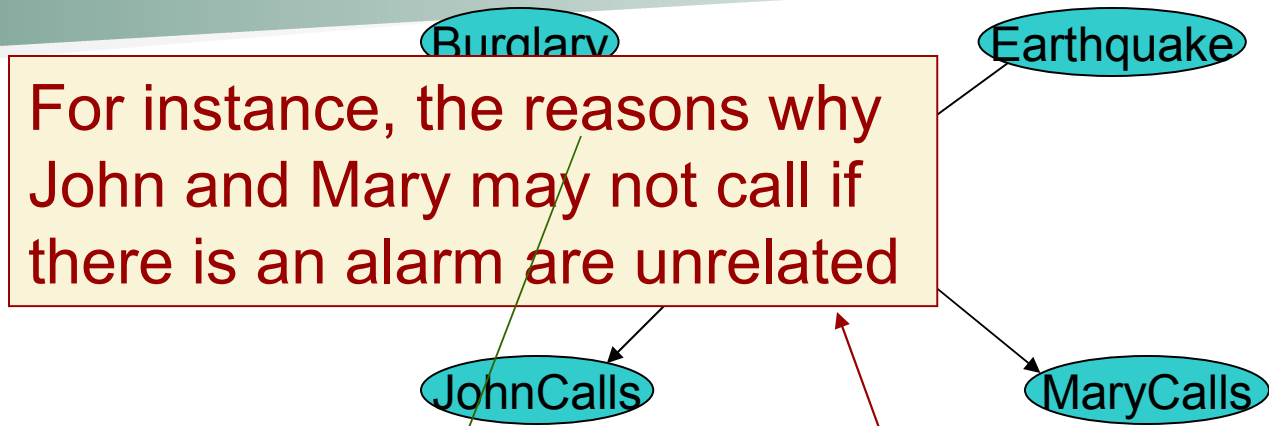 Burglary
Earthquake
For instance, the reasons why
John and Mary may not call if
there is an alarm are unrelated
JohnCalls
MaryCalls